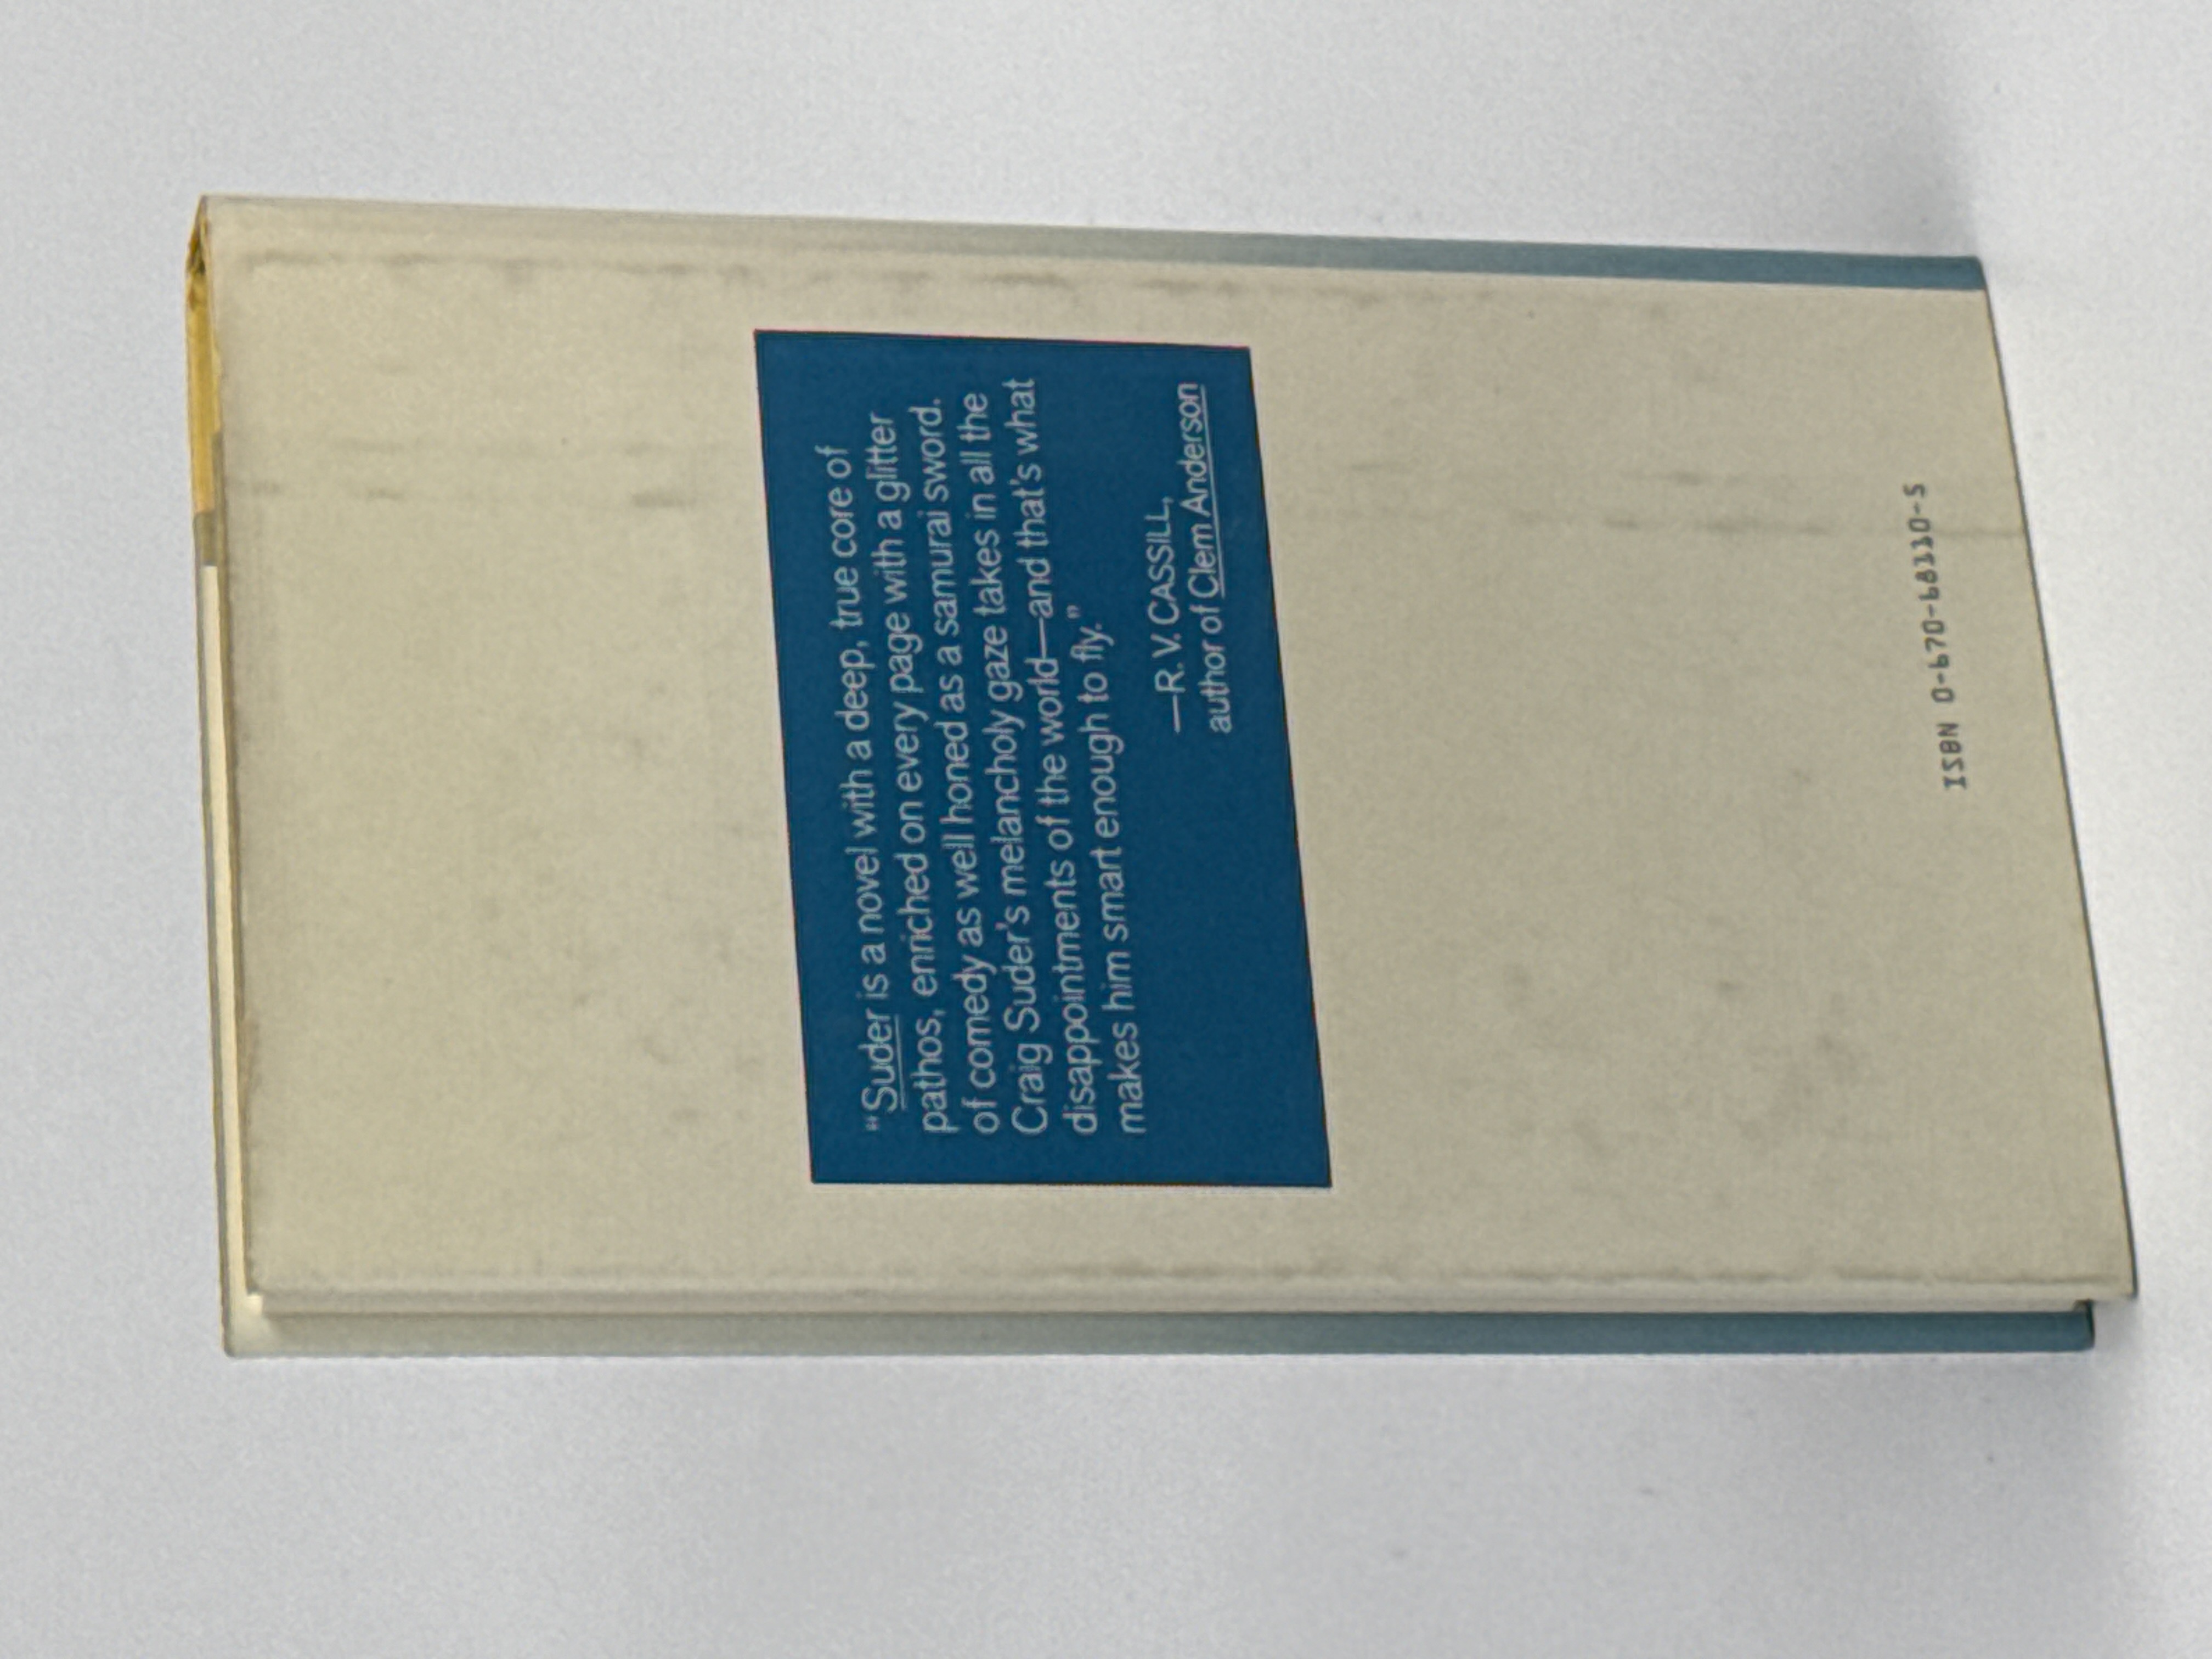 “Suder is a novel with a deep, true core of
pathos, enriched on every page with a glitter
of comedy as well honed as a samurai sword.
Craig Suder's melancholy gaze takes in all the
disappointments of the world—and that's what
makes him smart enough to fly.”
—R. V. CASSILL,
author of Clem Anderson
ISBN 0-670-68110-5